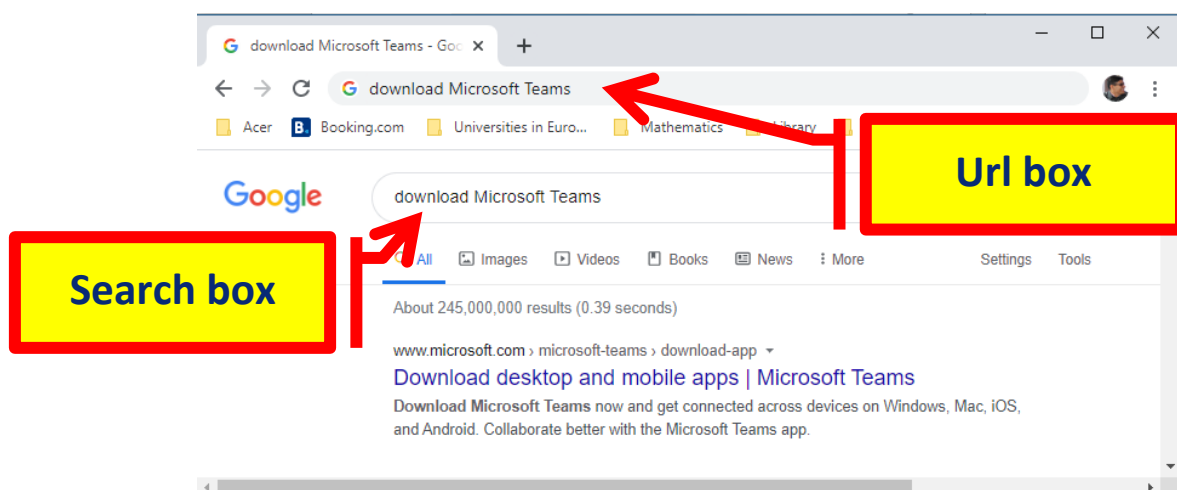 download Microsoft Teams - Goo
download Microsoft Teams
Acer B. Booking.com Universities in Euro... Mathematics Library
Url box
Google
download Microsoft Teams
Search box
All Images Videos Books News More Settings Tools
About 245,000,000 results (0.39 seconds)
www.microsoft.com › microsoft-teams › download-app
Download desktop and mobile apps | Microsoft Teams
Download Microsoft Teams now and get connected across devices on Windows, Mac, iOS,
and Android. Collaborate better with the Microsoft Teams app.